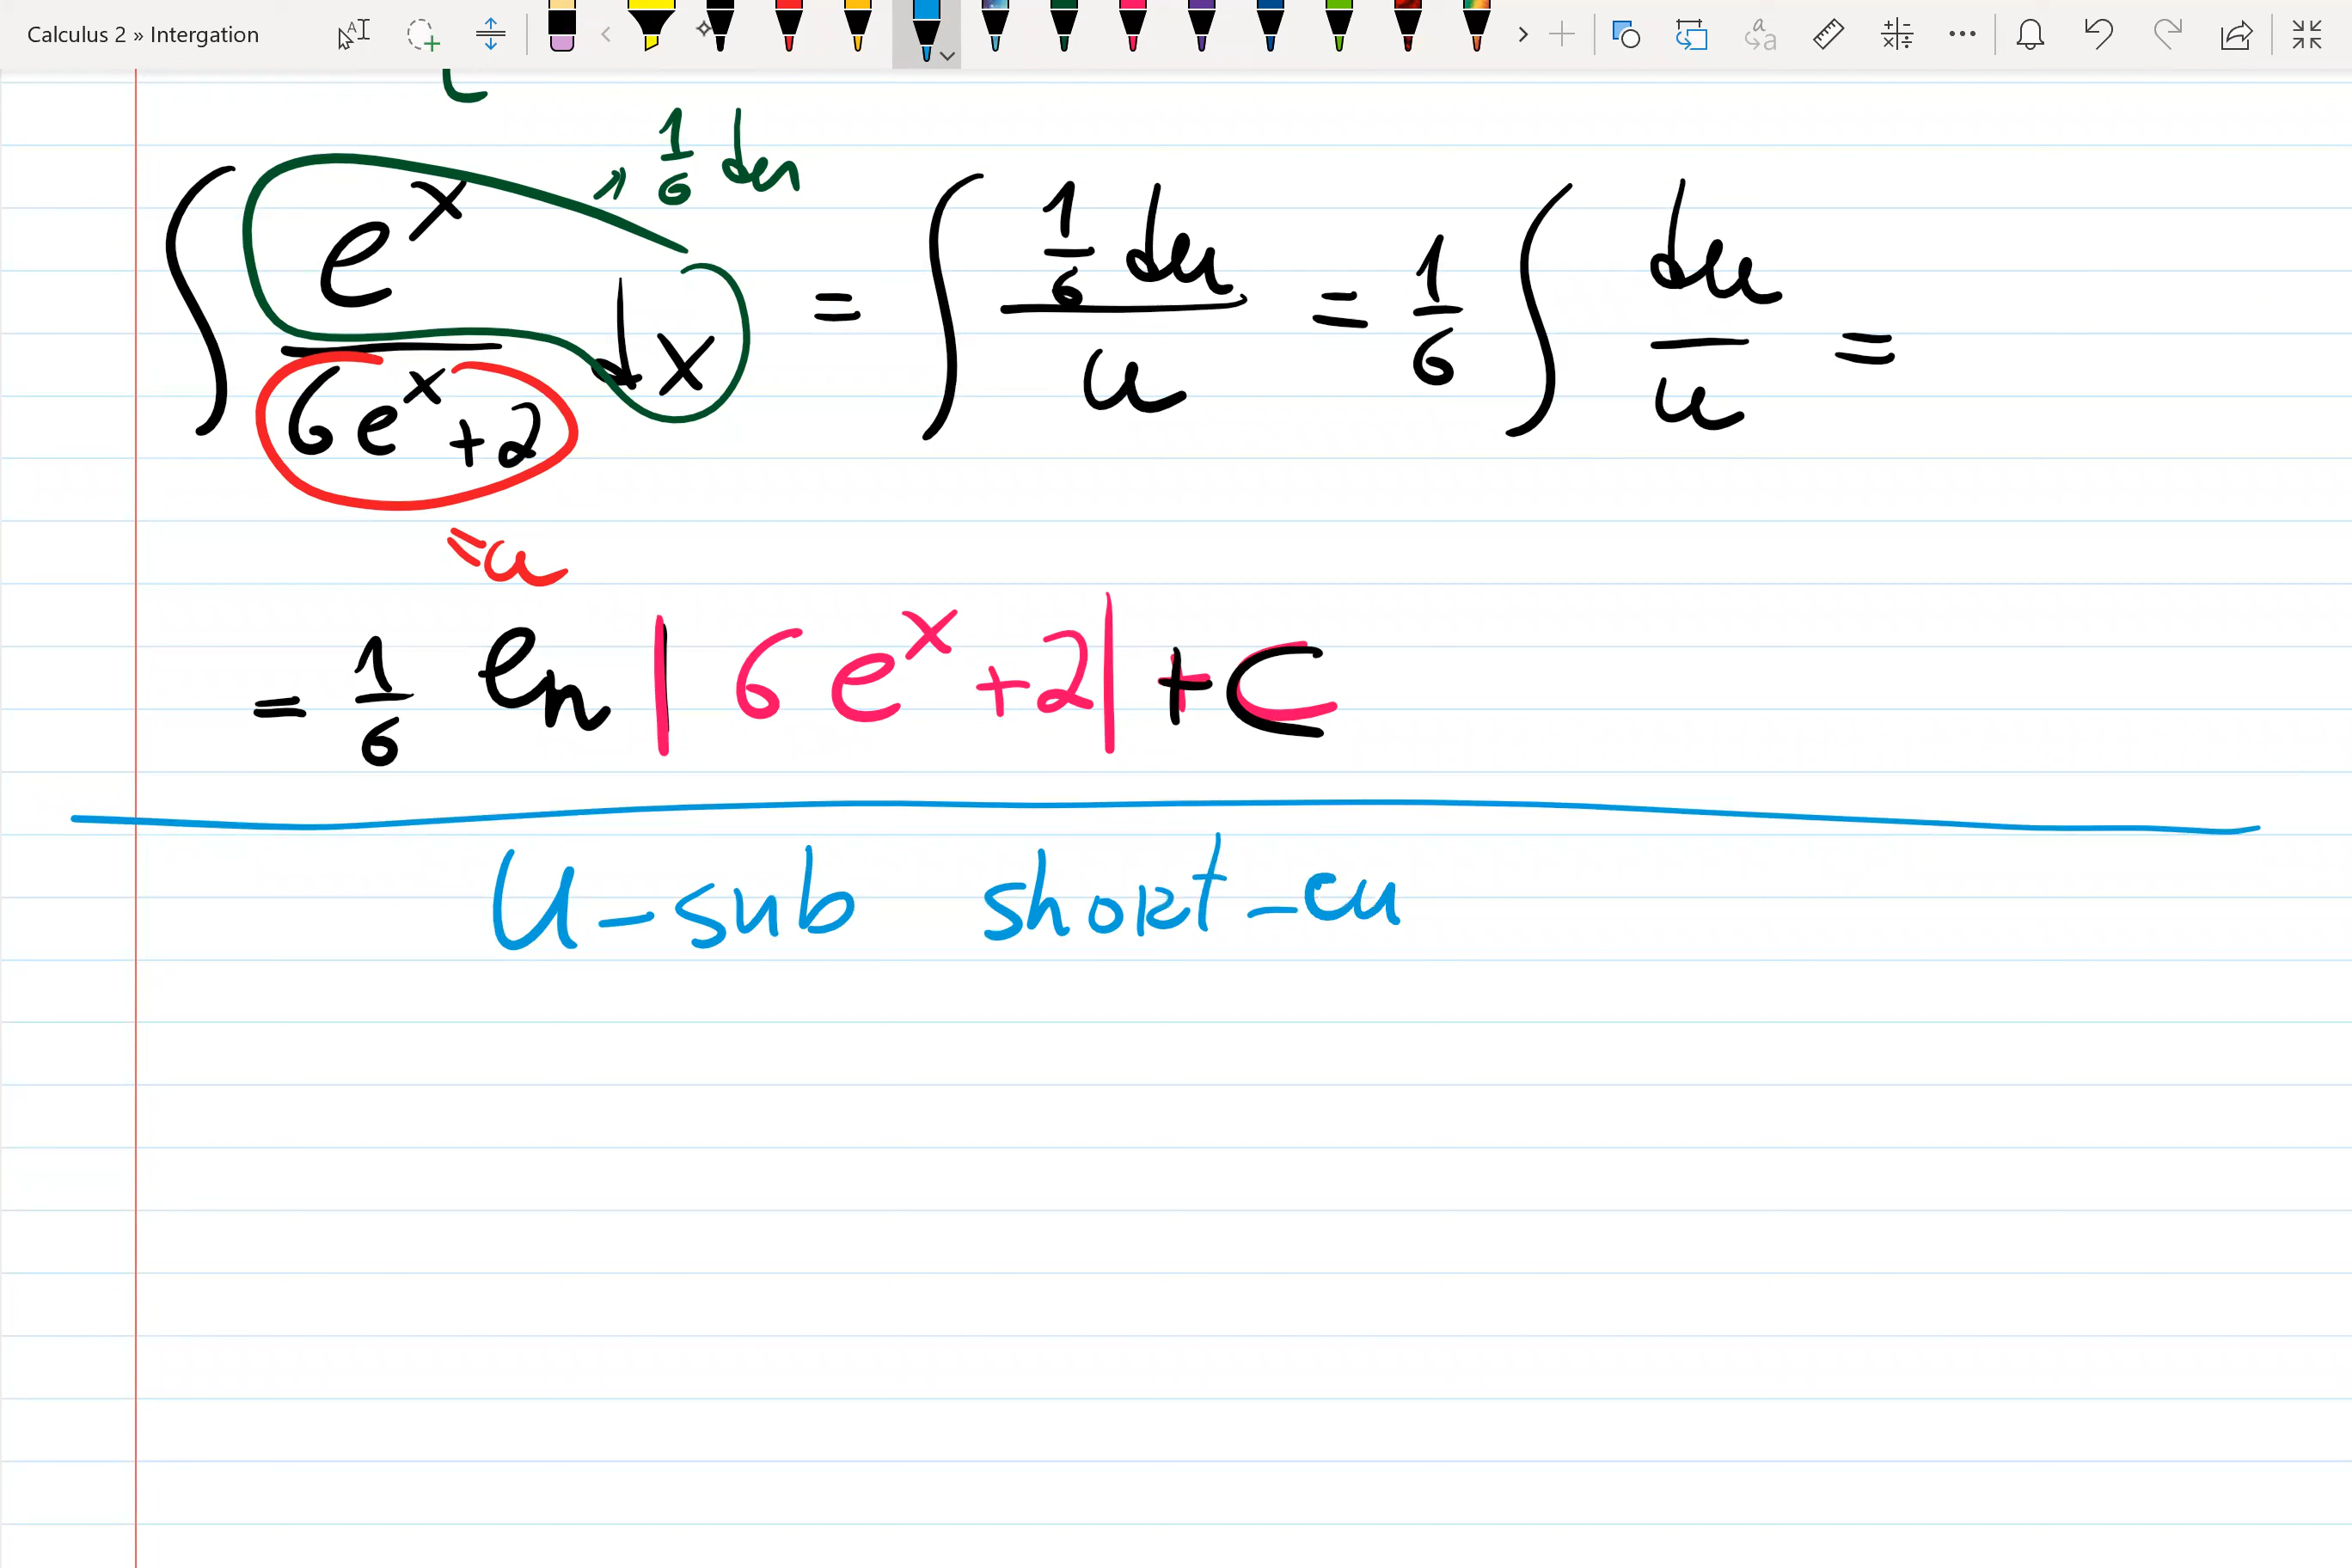 Calculus 2 » Intergation
= 1/6 du
∫ e^x / (6e^x + 2) dx = ∫ (1/6 du) / u = 1/6 ∫ du / u =
= u
= 1/6 ln | 6e^x + 2 | + C
U-sub short-cu